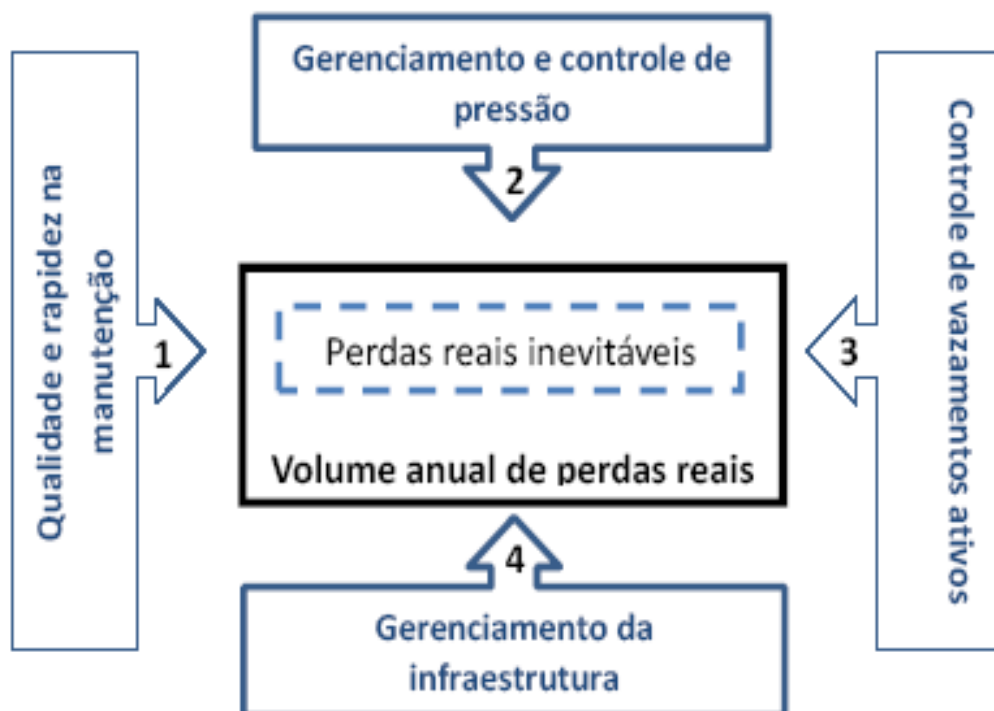 Gerenciamento e controle de
pressão
2
Qualidade e rapidez na
manutenção
1
Perdas reais inevitáveis
Volume anual de perdas reais
3
Controle de vazamentos ativos
4
Gerenciamento da
infraestrutura